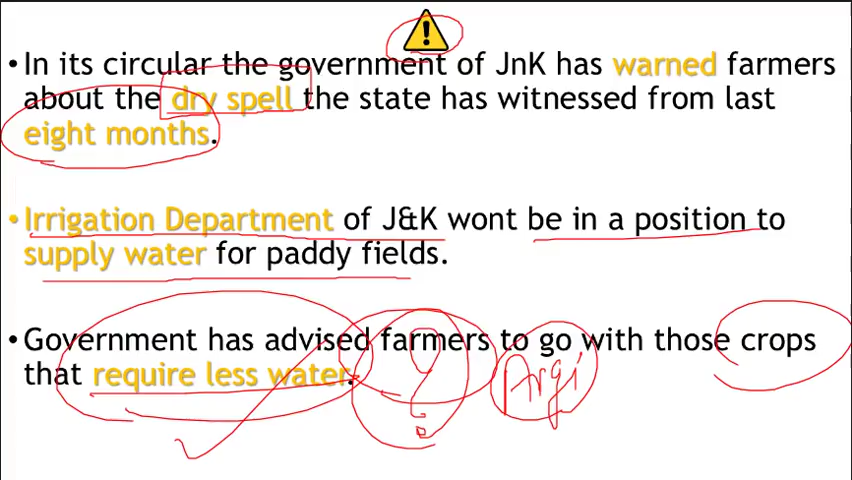 • In its circular the government of JnK has warned farmers
about the dry spell the state has witnessed from last
eight months.
• Irrigation Department of J&K wont be in a position to
supply water for paddy fields.
• Government has advised farmers to go with those crops
that require less water.
?
Argi